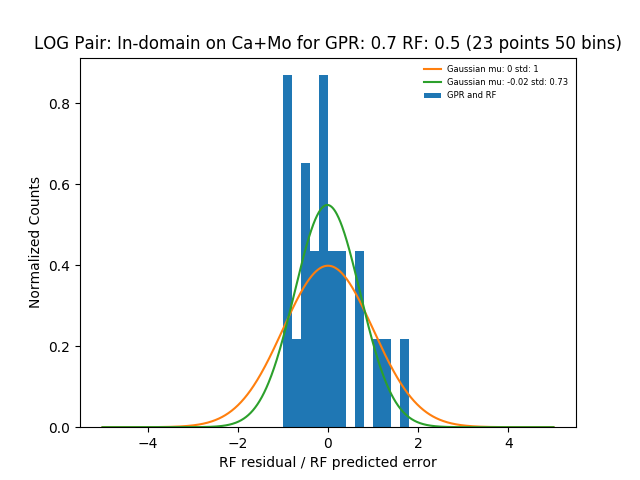 LOG Pair: In-domain on Ca+Mo for GPR: 0.7 RF: 0.5 (23 points 50 bins)
Gaussian mu: 0 std: 1
Gaussian mu: -0.02 std: 0.73
GPR and RF
Normalized Counts
0.8
0.6
0.4
0.2
0.0
−4 −2 0 2 4
RF residual / RF predicted error